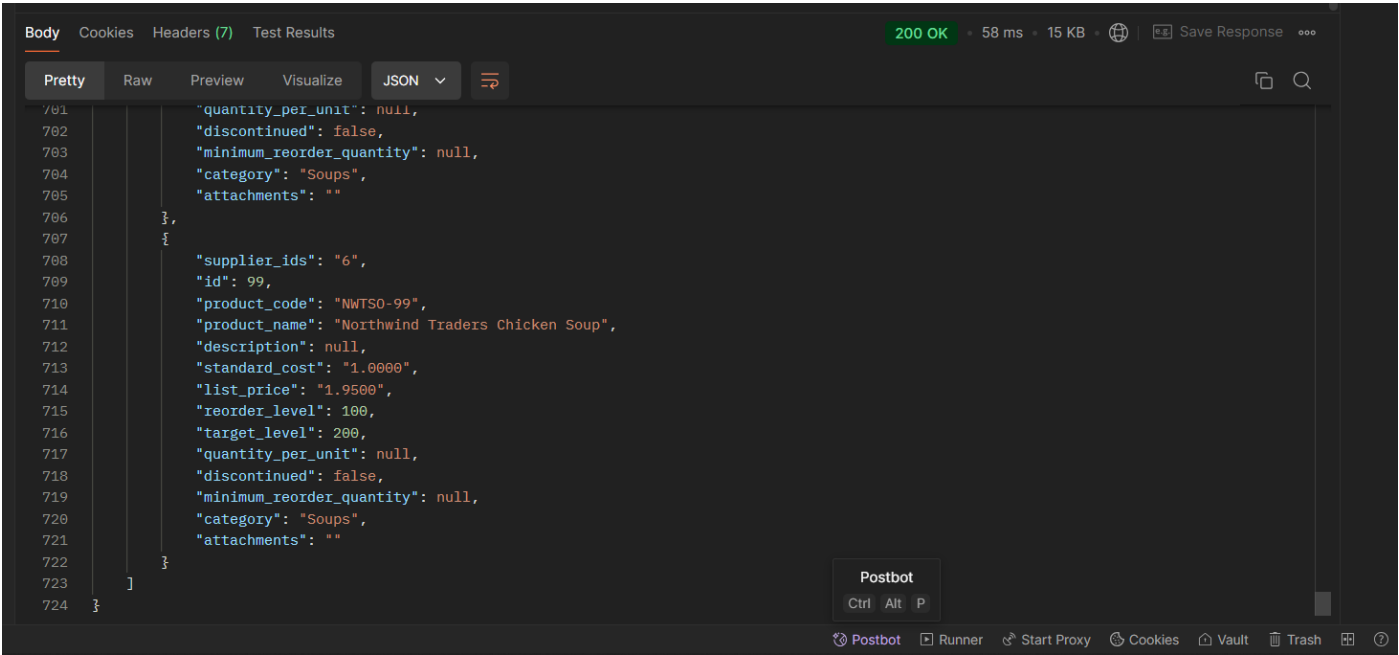 Body Cookies Headers (7) Test Results 200 OK 58 ms 15 KB e.g. Save Response
Pretty Raw Preview Visualize JSON
701 "quantity_per_unit": null,
702 "discontinued": false,
703 "minimum_reorder_quantity": null,
704 "category": "Soups",
705 "attachments": ""
706 },
707 {
708 "supplier_ids": "6",
709 "id": 99,
710 "product_code": "NWTSO-99",
711 "product_name": "Northwind Traders Chicken Soup",
712 "description": null,
713 "standard_cost": "1.0000",
714 "list_price": "1.9500",
715 "reorder_level": 100,
716 "target_level": 200,
717 "quantity_per_unit": null,
718 "discontinued": false,
719 "minimum_reorder_quantity": null,
720 "category": "Soups",
721 "attachments": ""
722 }
723 ]
724 }
Postbot
Ctrl Alt P
Postbot Runner Start Proxy Cookies Vault Trash